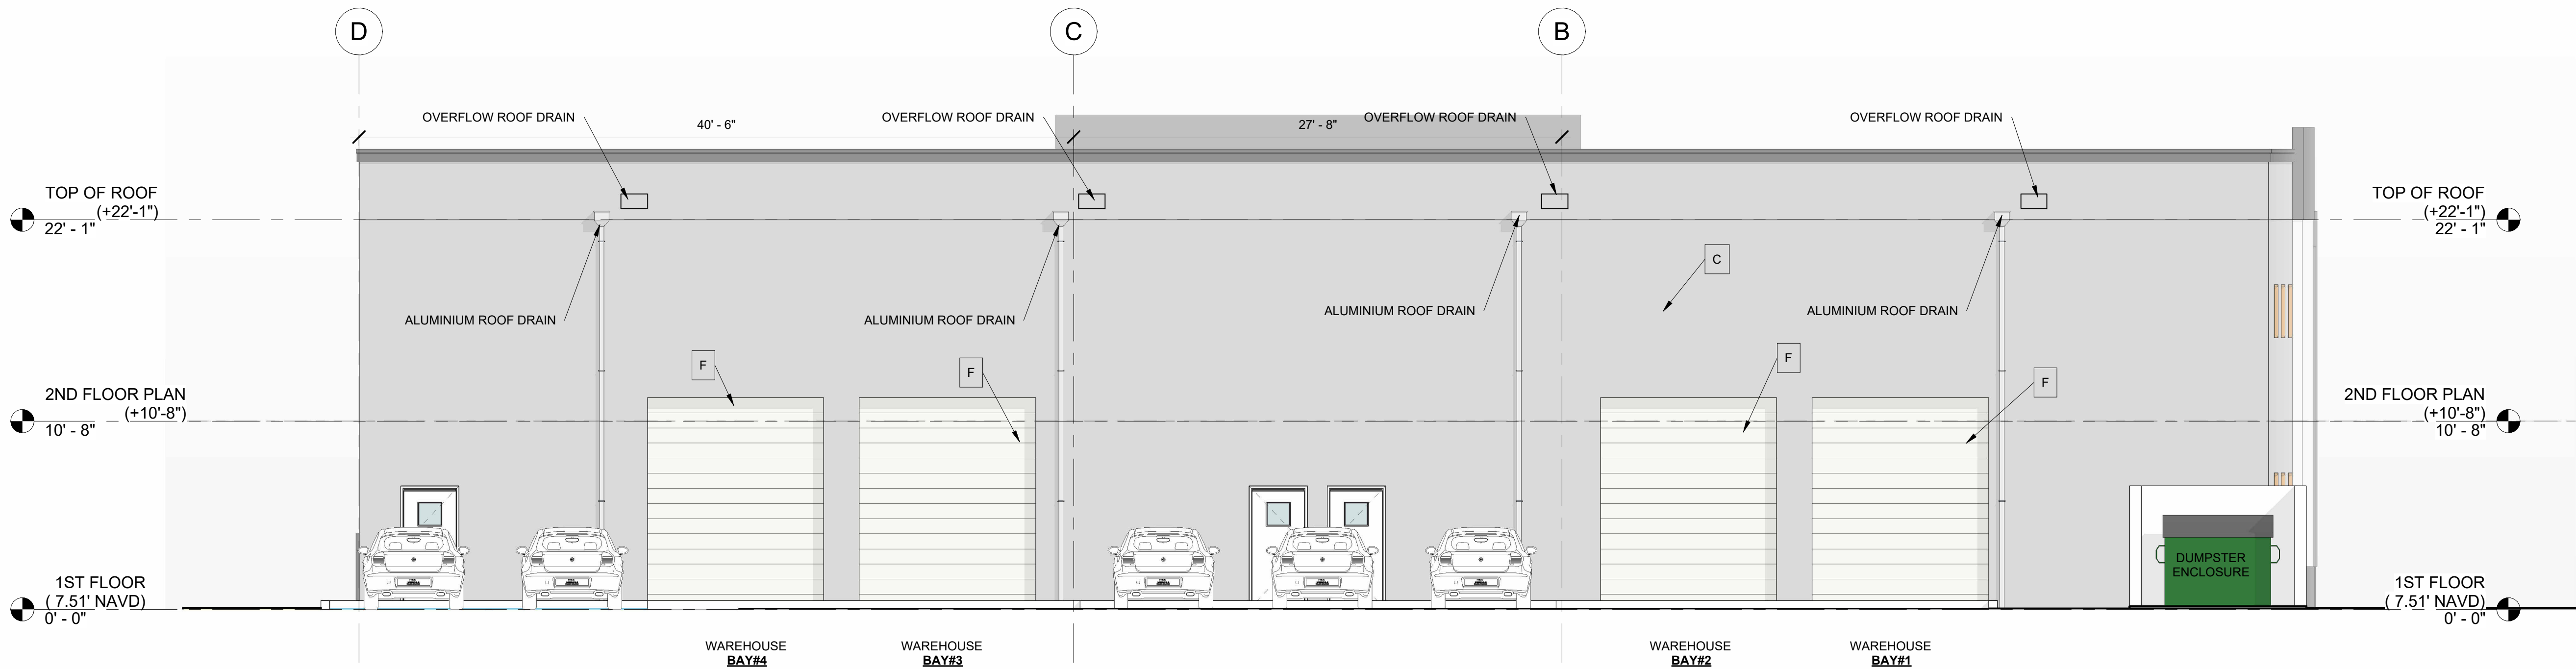 D
C
B
OVERFLOW ROOF DRAIN
40' - 6"
OVERFLOW ROOF DRAIN
27' - 8"
OVERFLOW ROOF DRAIN
OVERFLOW ROOF DRAIN
TOP OF ROOF
(+22'-1")
22' - 1"
TOP OF ROOF
(+22'-1")
22' - 1"
C
ALUMINIUM ROOF DRAIN
ALUMINIUM ROOF DRAIN
ALUMINIUM ROOF DRAIN
ALUMINIUM ROOF DRAIN
F
F
F
F
2ND FLOOR PLAN
(+10'-8")
10' - 8"
2ND FLOOR PLAN
(+10'-8")
10' - 8"
DUMPSTER
ENCLOSURE
1ST FLOOR
( 7.51' NAVD)
0' - 0"
1ST FLOOR
( 7.51' NAVD)
0' - 0"
WAREHOUSE
BAY#4
WAREHOUSE
BAY#3
WAREHOUSE
BAY#2
WAREHOUSE
BAY#1